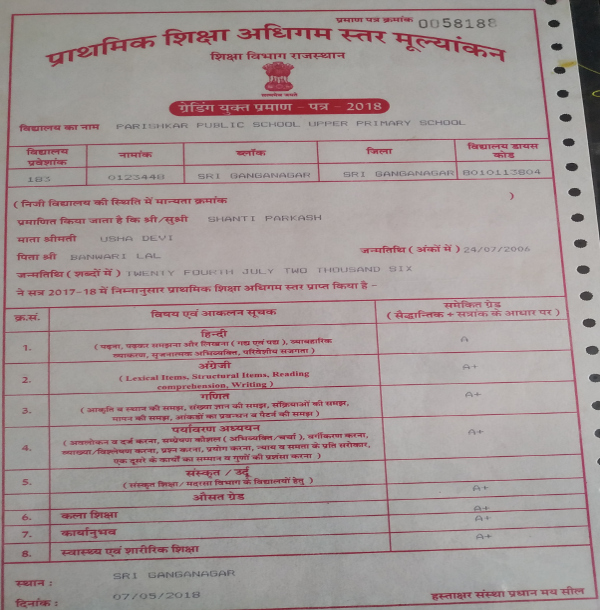 प्रमाण पत्र क्रमांक 0058188
प्राथमिक शिक्षा अधिगम स्तर मूल्यांकन
शिक्षा विभाग राजस्थान
सत्यमेव जयते
ग्रेडिंग युक्त प्रमाण - पत्र - 2018
विद्यालय का नाम PARISHKAR PUBLIC SCHOOL UPPER PRIMARY SCHOOL
विद्यालय प्रवेशांक नामांक ब्लॉक जिला विद्यालय डायस कोड
183 0123448 SRI GANGANAGAR SRI GANGANAGAR 8010113804
( निजी विद्यालय की स्थिति में मान्यता क्रमांक )
प्रमाणित किया जाता है कि श्री/सुश्री SHANTI PARKASH
माता श्रीमती USHA DEVI
पिता श्री BANWARI LAL जन्मतिथि ( अंकों में ) 24/07/2006
जन्मतिथि ( शब्दों में ) TWENTY FOURTH JULY TWO THOUSAND SIX
ने सत्र 2017-18 में निम्नानुसार प्राथमिक शिक्षा अधिगम स्तर प्राप्त किया है -
क्र.सं. विषय एवं आकलन सूचक समेकित ग्रेड
( सैद्धान्तिक + सत्रांक के आधार पर )
1. हिन्दी A
( पढ़ना, पढ़कर समझना और लिखना ( गद्य एवं पद्य ), व्यावहारिक
व्याकरण, सृजनात्मक अभिव्यक्ति, परिवेशीय सजगता )
2. अंग्रेजी A+
( Lexical Items, Structural Items, Reading
comprehension, Writing )
3. गणित A+
( आकृति व स्थान की समझ, संख्या ज्ञान की समझ, संक्रियाओं की समझ,
मापन की समझ, आंकड़ों का प्रबन्धन व पैटर्न की समझ )
4. पर्यावरण अध्ययन A+
( अवलोकन व दर्ज करना, सम्प्रेषण कौशल ( अभिव्यक्ति/चर्चा ), वर्गीकरण करना,
व्याख्या/विश्लेषण करना, प्रश्न करना, प्रयोग करना, न्याय व समता के प्रति सरोकार,
एक दूसरे के कार्यों का सम्मान व गुणों की प्रशंसा करना )
5. संस्कृत / उर्दू
( संस्कृत शिक्षा/ मदरसा विभाग के विद्यालयों हेतु )
औसत ग्रेड A+
6. कला शिक्षा A+
7. कार्यानुभव A+
8. स्वास्थ्य एवं शारीरिक शिक्षा A+
स्थान : SRI GANGANAGAR
दिनांक : 07/05/2018 हस्ताक्षर संस्था प्रधान मय सील